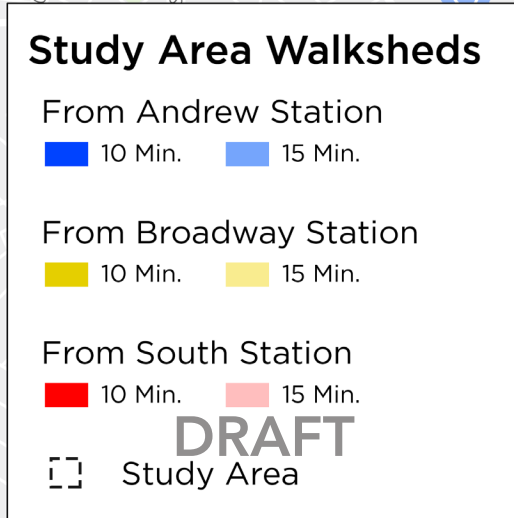 Study Area Walksheds
From Andrew Station
10 Min. 15 Min.
From Broadway Station
10 Min. 15 Min.
From South Station
10 Min. 15 Min.
DRAFT
Study Area